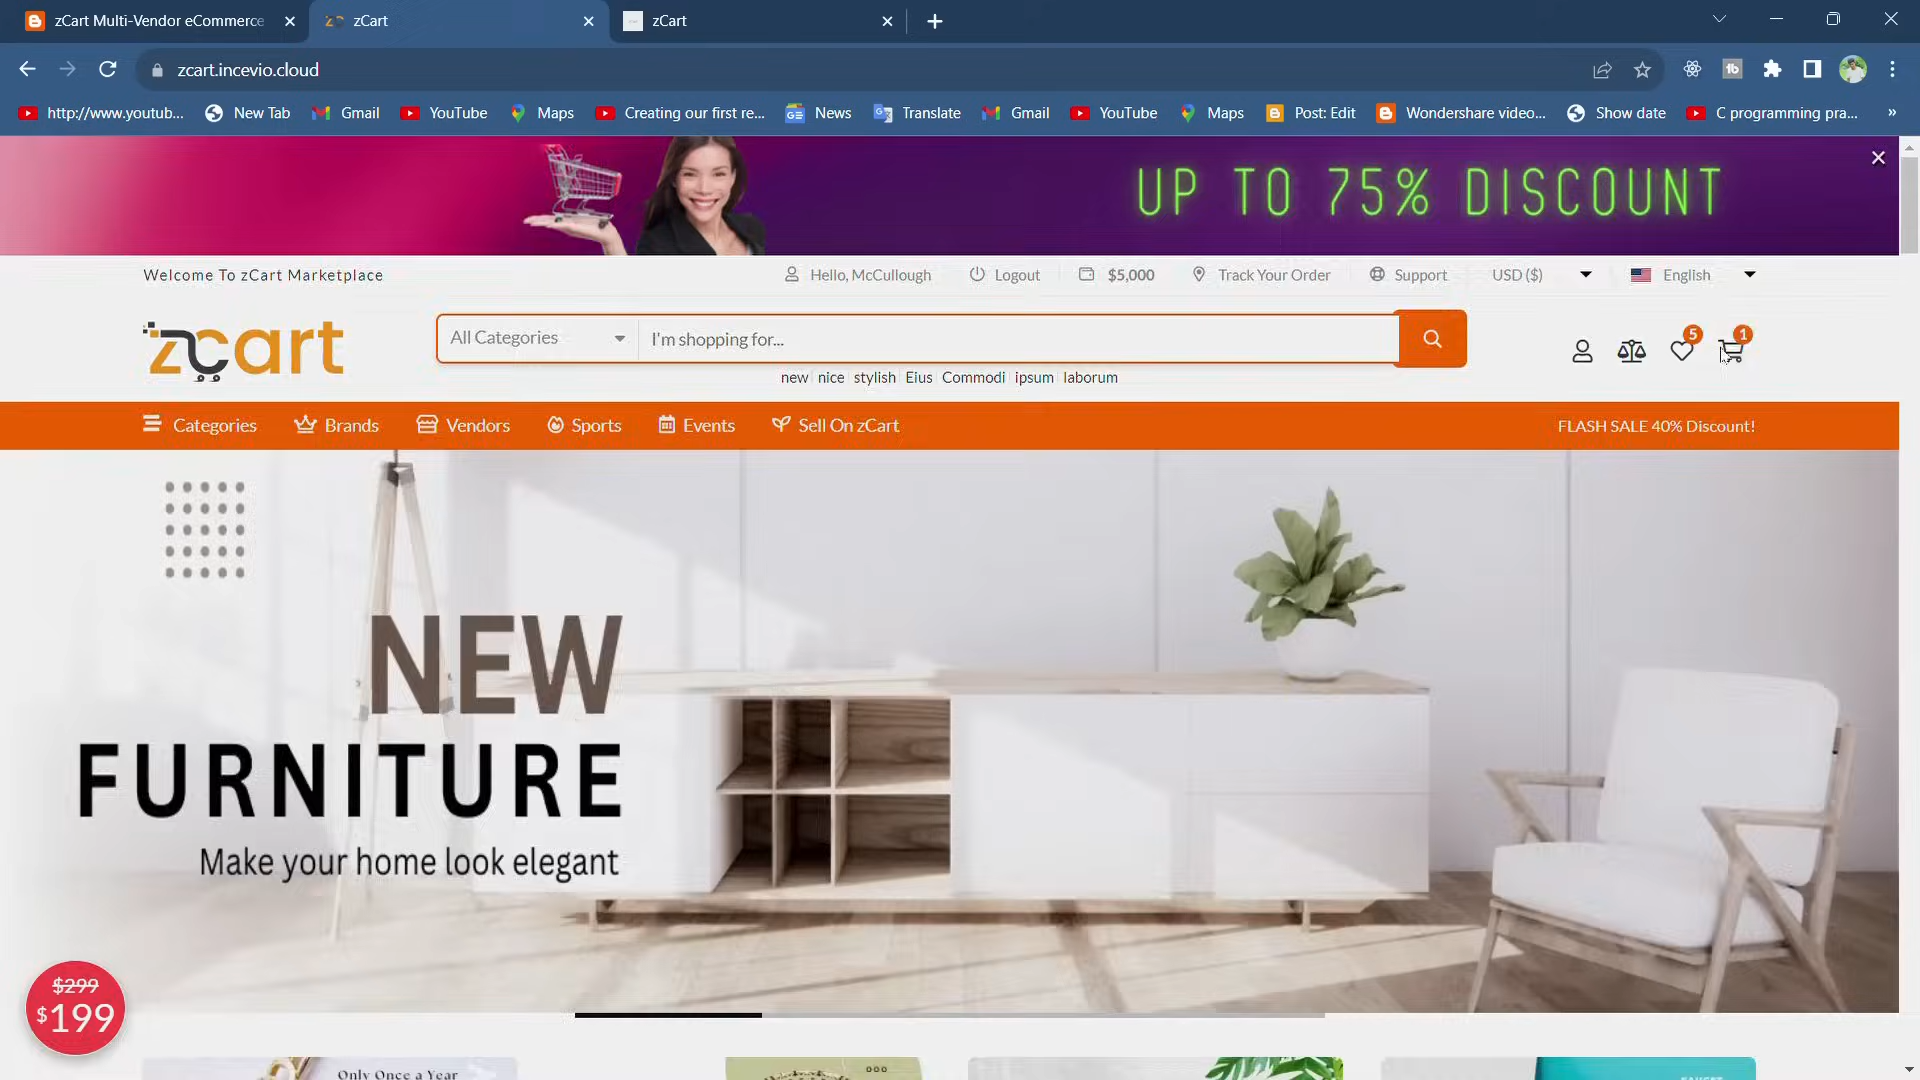 zCart Multi-Vendor eCommerce
zCart
zCart
zcart.incevio.cloud
http://www.youtub...
New Tab
Gmail
YouTube
Maps
Creating our first re...
News
Translate
Gmail
YouTube
Maps
Post: Edit
Wondershare video...
Show date
C programming pra...
UP TO 75% DISCOUNT
Welcome To zCart Marketplace
Hello, McCullough
Logout
$5,000
Track Your Order
Support
USD ($)
English
zcart
All Categories
I'm shopping for...
5
1
new nice stylish Eius Commodi ipsum laborum
Categories
Brands
Vendors
Sports
Events
Sell On zCart
FLASH SALE 40% Discount!
NEW
FURNITURE
Make your home look elegant
$299
$199
Only Once a Year